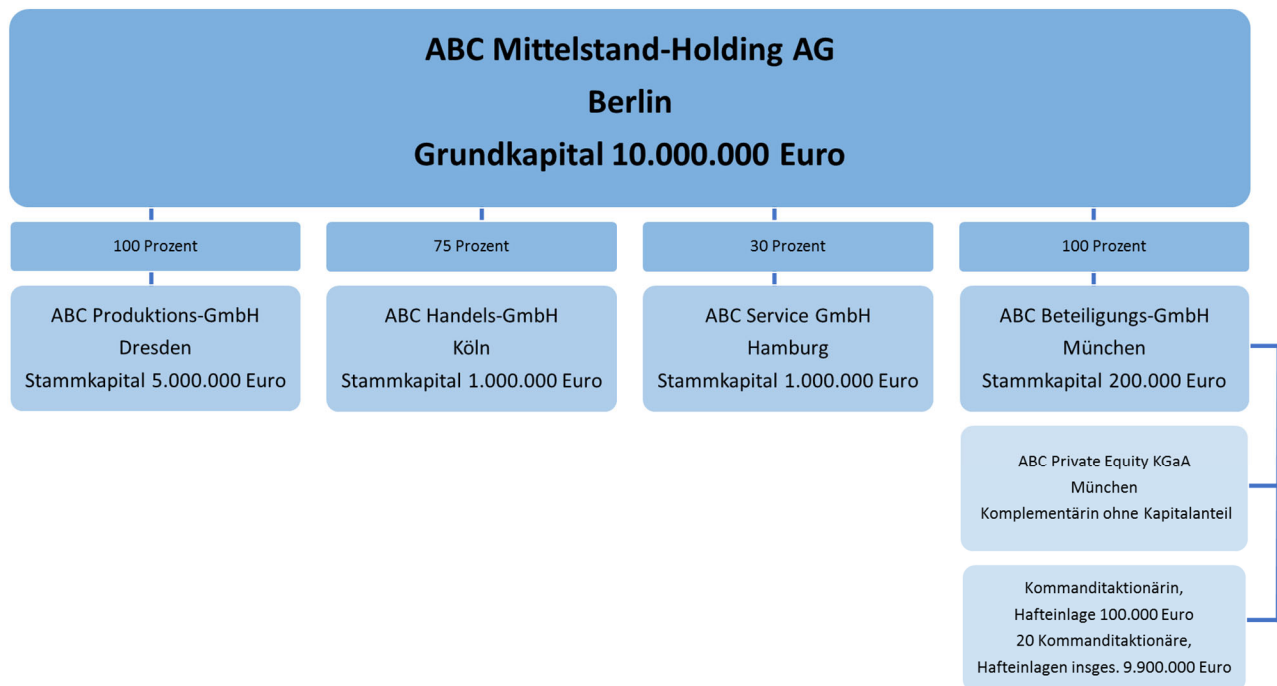 ABC Mittelstand-Holding AG
Berlin
Grundkapital 10.000.000 Euro
100 Prozent
75 Prozent
30 Prozent
100 Prozent
ABC Produktions-GmbH
Dresden
Stammkapital 5.000.000 Euro
ABC Handels-GmbH
Köln
Stammkapital 1.000.000 Euro
ABC Service GmbH
Hamburg
Stammkapital 1.000.000 Euro
ABC Beteiligungs-GmbH
München
Stammkapital 200.000 Euro
ABC Private Equity KGaA
München
Komplementärin ohne Kapitalanteil
Kommanditaktionärin,
Hafteinlage 100.000 Euro
20 Kommanditaktionäre,
Hafteinlagen insges. 9.900.000 Euro